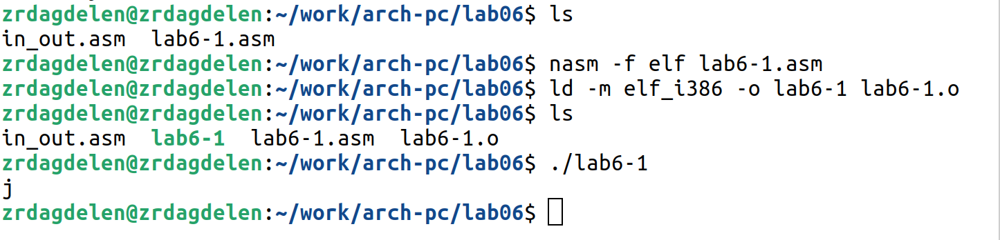 zrdagdelen@zrdagdelen:~/work/arch-pc/lab06$ ls
in_out.asm  lab6-1.asm
zrdagdelen@zrdagdelen:~/work/arch-pc/lab06$ nasm -f elf lab6-1.asm
zrdagdelen@zrdagdelen:~/work/arch-pc/lab06$ ld -m elf_i386 -o lab6-1 lab6-1.o
zrdagdelen@zrdagdelen:~/work/arch-pc/lab06$ ls
in_out.asm  lab6-1  lab6-1.asm  lab6-1.o
zrdagdelen@zrdagdelen:~/work/arch-pc/lab06$ ./lab6-1
j
zrdagdelen@zrdagdelen:~/work/arch-pc/lab06$